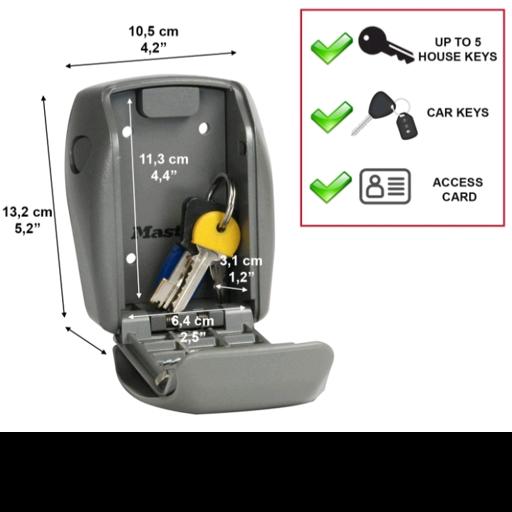 10,5 cm
4,2”
UP TO 5
HOUSE KEYS
CAR KEYS
ACCESS
CARD
11,3 cm
4,4”
13,2 cm
5,2”
Mast
3,1 cm
1,2”
6,4 cm
2,5”